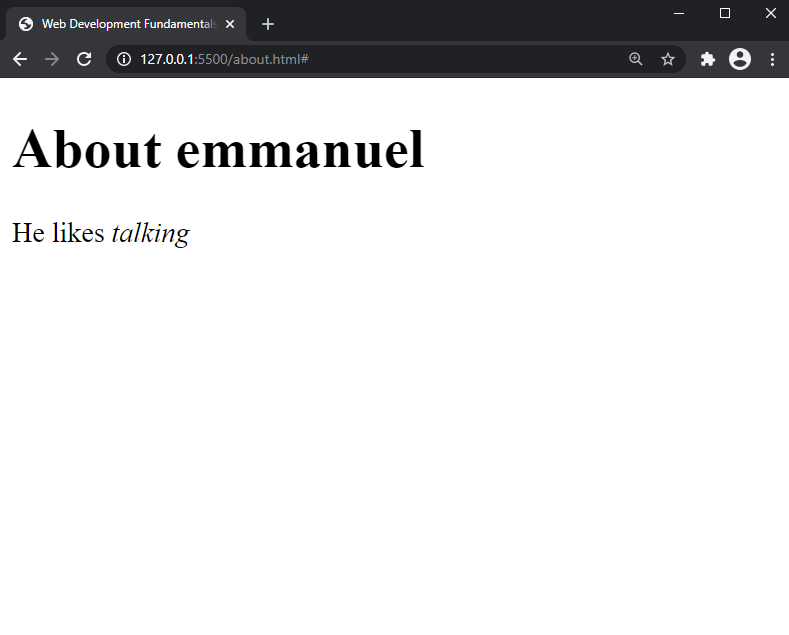 Web Development Fundamentals
127.0.0.1:5500/about.html#
About emmanuel
He likes talking